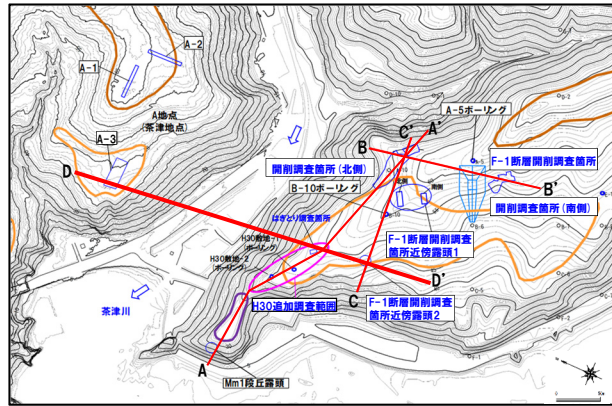 A-2
A-1
A地点
(茶津地点)
A-3
D
A-5ボーリング
C'
A'
B
F-1断層開削調査箇所
開削調査箇所(北側)
B-10ボーリング
B'
開削調査箇所(南側)
北側
南側
はぎとり調査箇所
H30敷地-1
(ボーリング)
H30敷地-2
(ボーリング)
F-1断層開削調査
箇所近傍露頭1
D'
C
H30追加調査範囲
F-1断層開削調査
箇所近傍露頭2
茶津川
A
Mm1段丘露頭